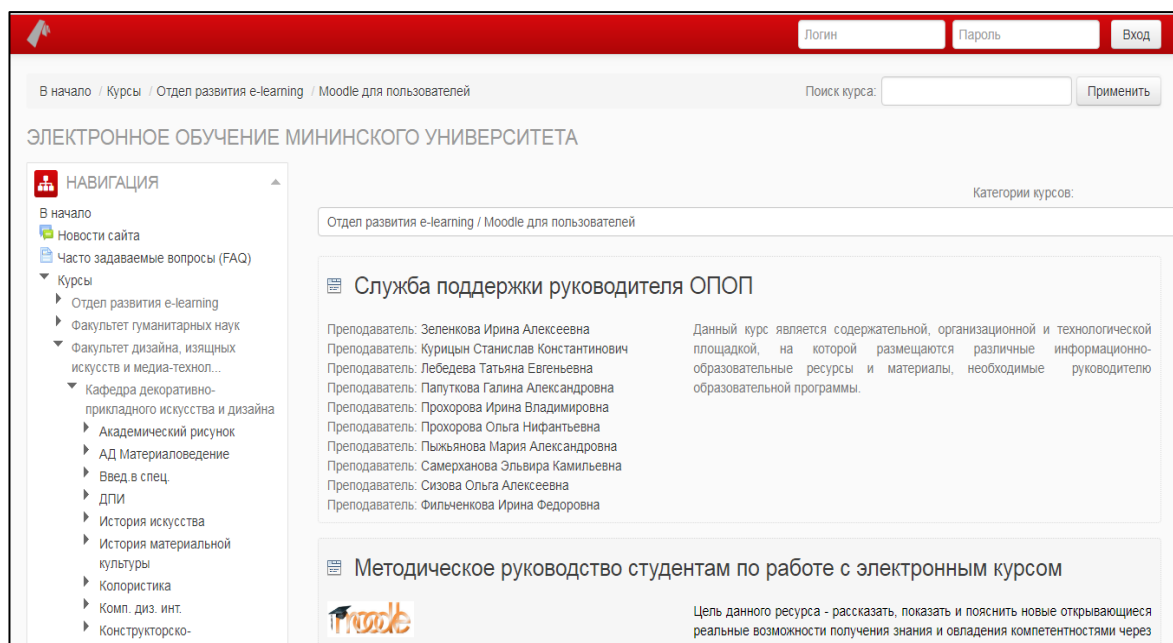 Логин
Пароль
Вход
В начало / Курсы / Отдел развития e-learning / Moodle для пользователей
Поиск курса:
Применить
ЭЛЕКТРОННОЕ ОБУЧЕНИЕ МИНИНСКОГО УНИВЕРСИТЕТА
НАВИГАЦИЯ
В начало
Новости сайта
Часто задаваемые вопросы (FAQ)
Курсы
Отдел развития e-learning
Факультет гуманитарных наук
Факультет дизайна, изящных
искусств и медиа-технол...
Кафедра декоративно-
прикладного искусства и дизайна
Академический рисунок
АД Материаловедение
Введ.в спец.
ДПИ
История искусства
История материальной
культуры
Колористика
Комп. диз. инт.
Конструкторско-
Категории курсов:
Отдел развития e-learning / Moodle для пользователей
Служба поддержки руководителя ОПОП
Преподаватель: Зеленкова Ирина Алексеевна
Преподаватель: Курицын Станислав Константинович
Преподаватель: Лебедева Татьяна Евгеньевна
Преподаватель: Папуткова Галина Александровна
Преподаватель: Прохорова Ирина Владимировна
Преподаватель: Прохорова Ольга Нифантьевна
Преподаватель: Пыжьянова Мария Александровна
Преподаватель: Самерханова Эльвира Камильевна
Преподаватель: Сизова Ольга Алексеевна
Преподаватель: Фильченкова Ирина Федоровна
Данный курс является содержательной, организационной и технологической
площадкой, на которой размещаются различные информационно-
образовательные ресурсы и материалы, необходимые руководителю
образовательной программы.
Методическое руководство студентам по работе с электронным курсом
moodle
Цель данного ресурса - рассказать, показать и пояснить новые открывающиеся
реальные возможности получения знания и овладения компетентностями через